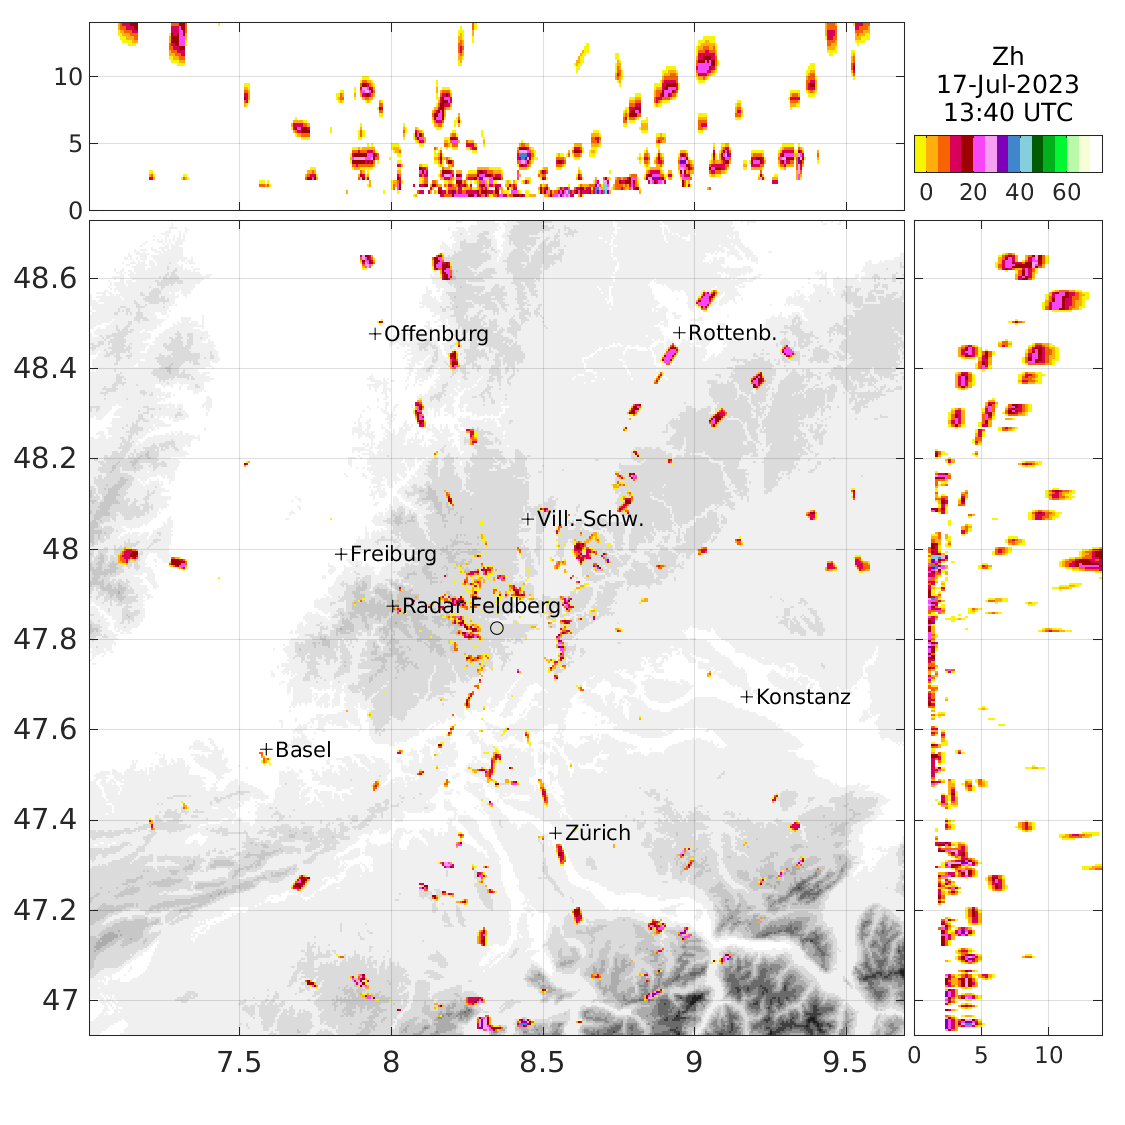 10
5
0
Zh
17-Jul-2023
13:40 UTC
0 20 40 60
48.6
48.4
48.2
48
47.8
47.6
47.4
47.2
47
+Offenburg
+Rottenb.
+Vill.-Schw.
+Freiburg
+Radar Feldberg
+Konstanz
+Basel
+Zürich
7.5 8 8.5 9 9.5
0 5 10